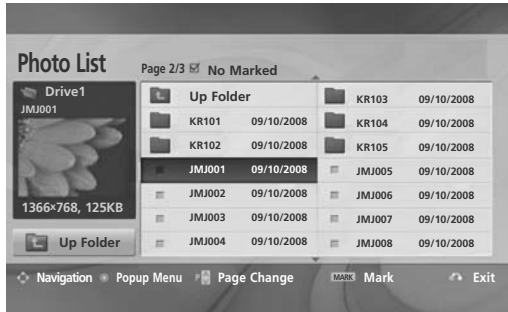 Photo List
Page 2/3 No Marked
Drive1
JMJ001
1366×768, 125KB
Up Folder
Up Folder
KR101 09/10/2008
KR102 09/10/2008
JMJ001 09/10/2008
JMJ002 09/10/2008
JMJ003 09/10/2008
JMJ004 09/10/2008
KR103 09/10/2008
KR104 09/10/2008
KR105 09/10/2008
JMJ005 09/10/2008
JMJ006 09/10/2008
JMJ007 09/10/2008
JMJ008 09/10/2008
Navigation Popup Menu P Page Change MARK Mark Exit